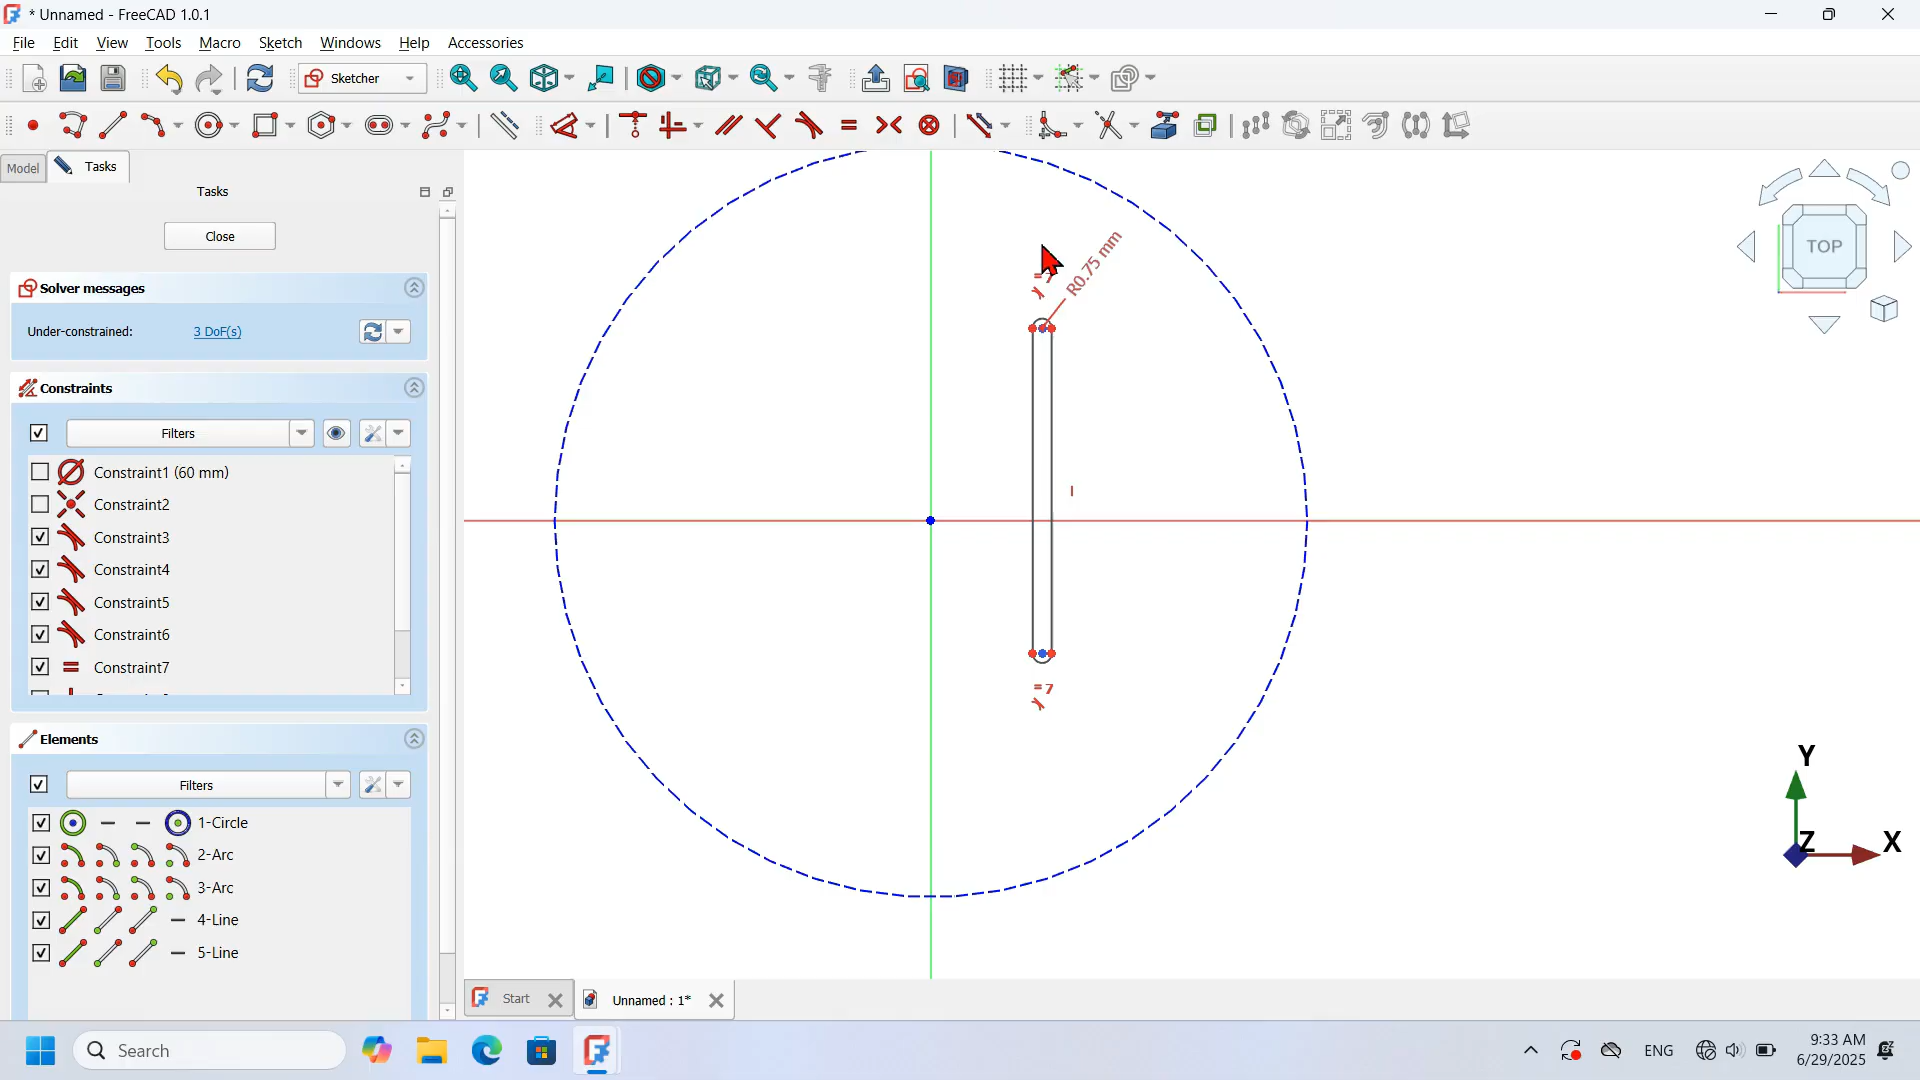 * Unnamed - FreeCAD 1.0.1
File Edit View Tools Macro Sketch Windows Help Accessories
Sketcher
Model Tasks
Tasks
Close
Solver messages
Under-constrained: 3 DoF(s)
Constraints
Filters
Constraint1 (60 mm)
Constraint2
Constraint3
Constraint4
Constraint5
Constraint6
Constraint7
Elements
Filters
1-Circle
2-Arc
3-Arc
4-Line
5-Line
R0.75 mm
= 7
TOP
Y
Z
X
Start
Unnamed : 1*
Search
ENG
9:33 AM
6/29/2025